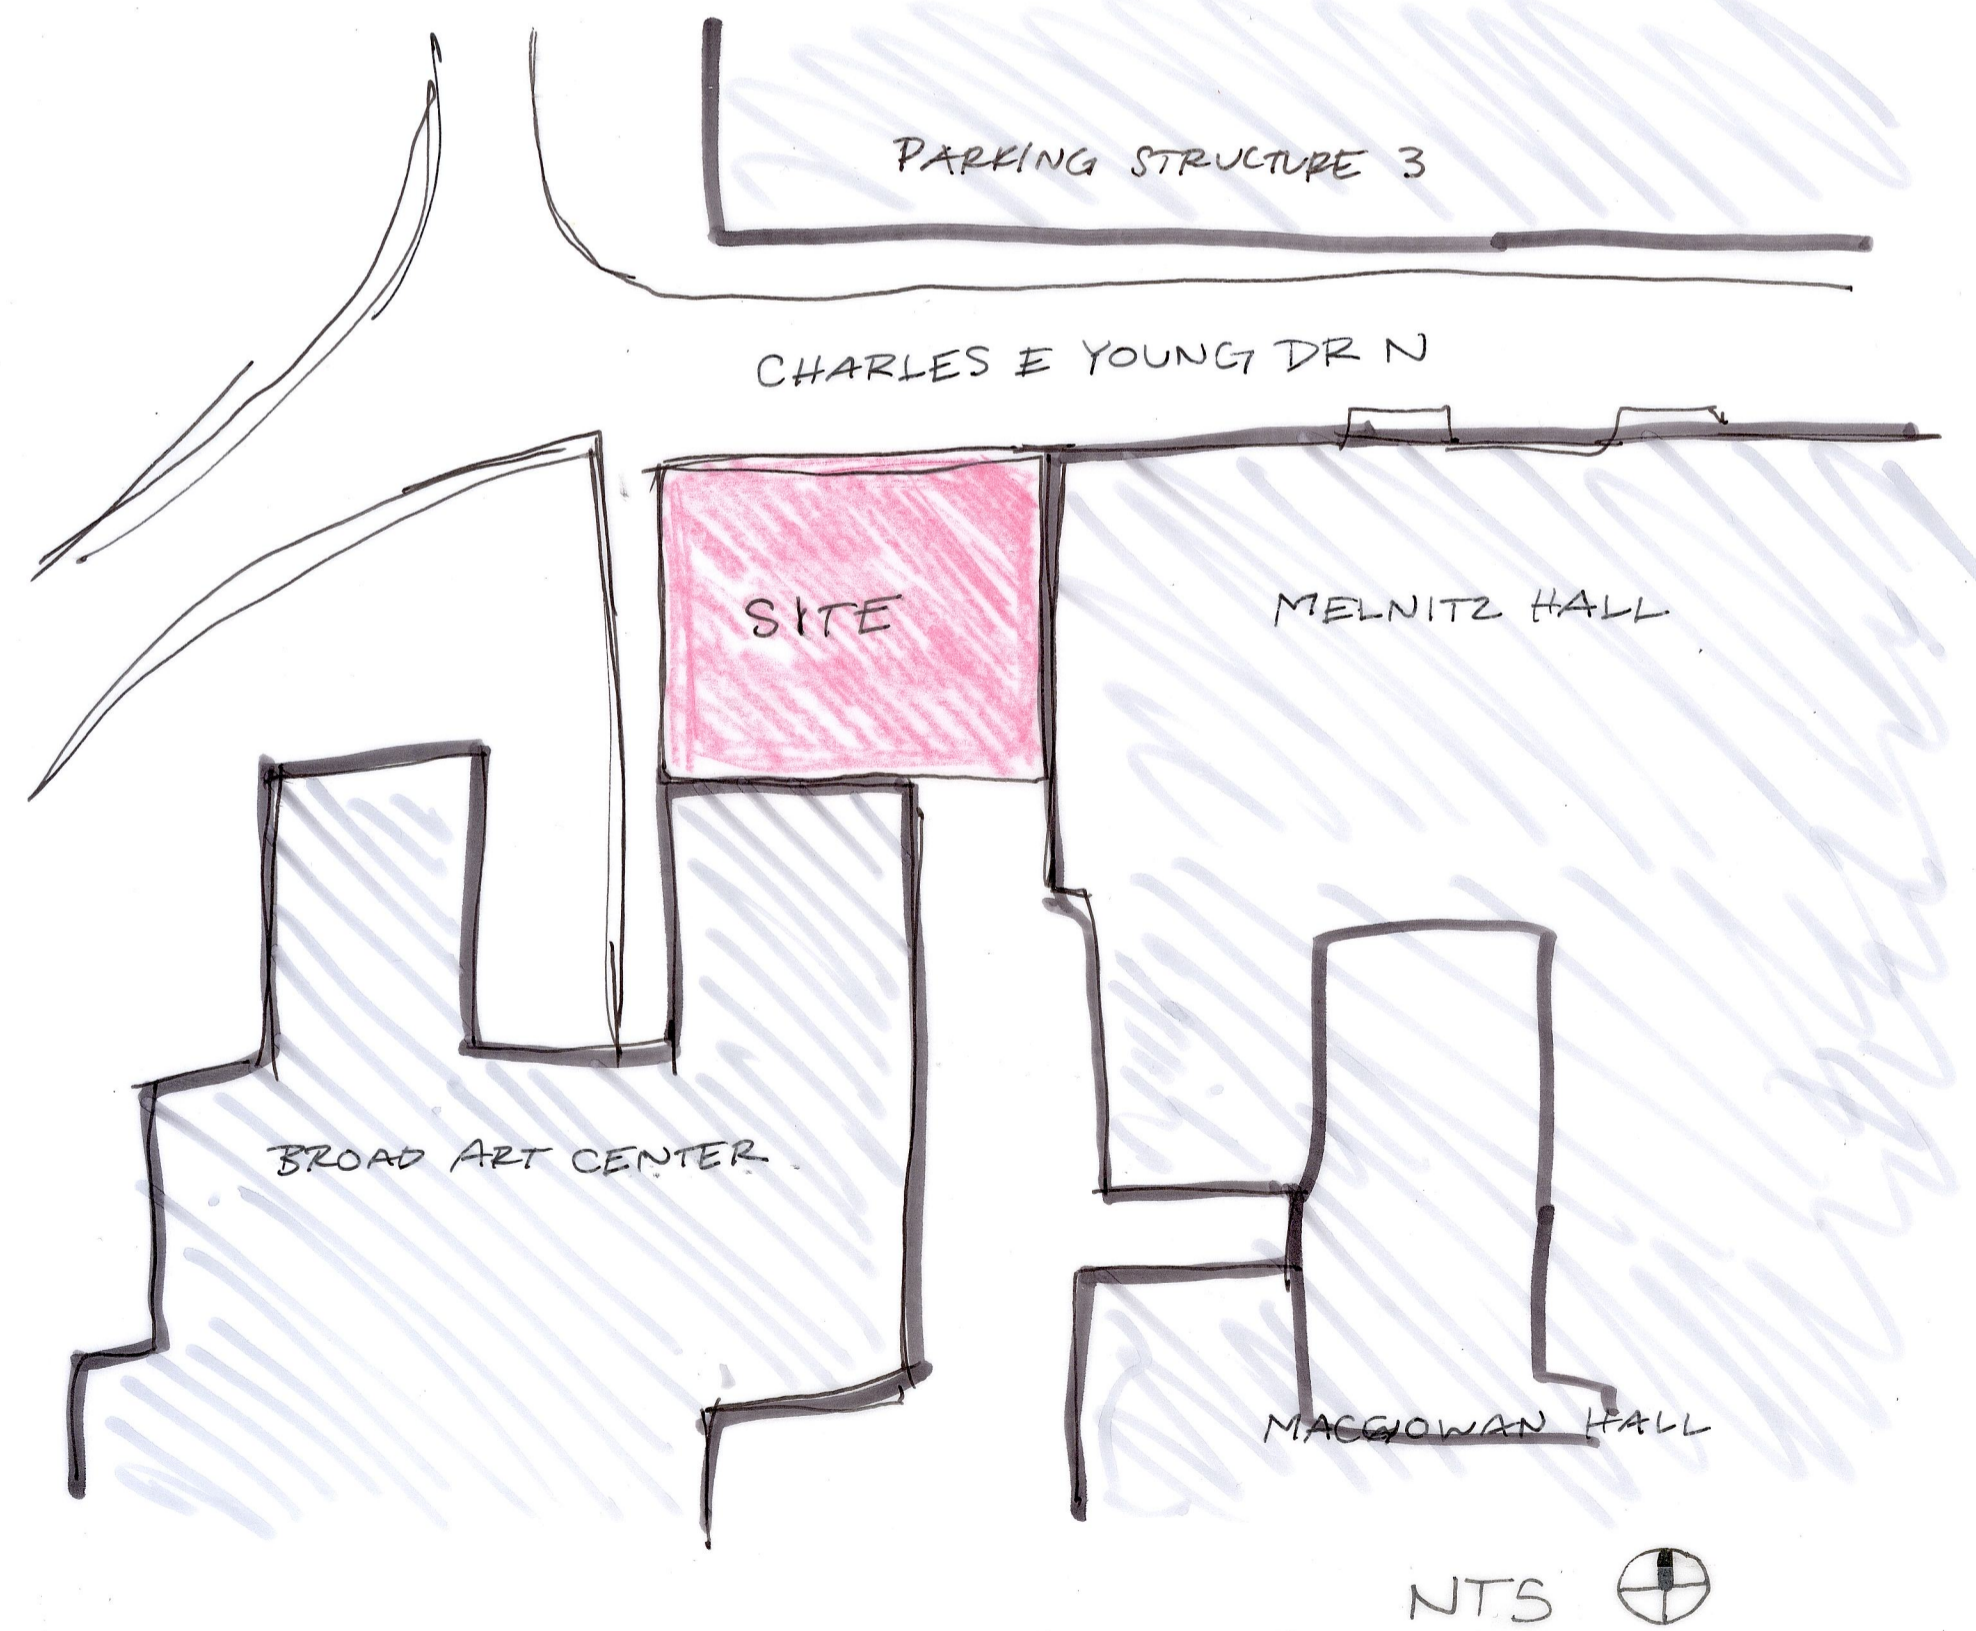 PARKING STRUCTURE 3
CHARLES E YOUNG DR N
SITE
MELNITZ HALL
BROAD ART CENTER
MACGOWAN HALL
NTS